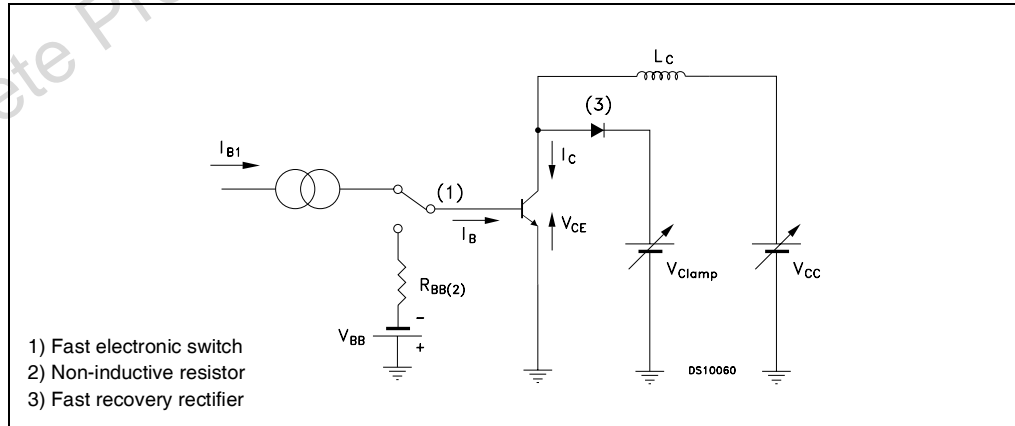 L_C
(3)
I_B1
I_C
(1)
I_B
V_CE
V_Clamp
V_CC
R_BB(2)
V_BB
-
+
1) Fast electronic switch
2) Non-inductive resistor
3) Fast recovery rectifier
DS10060